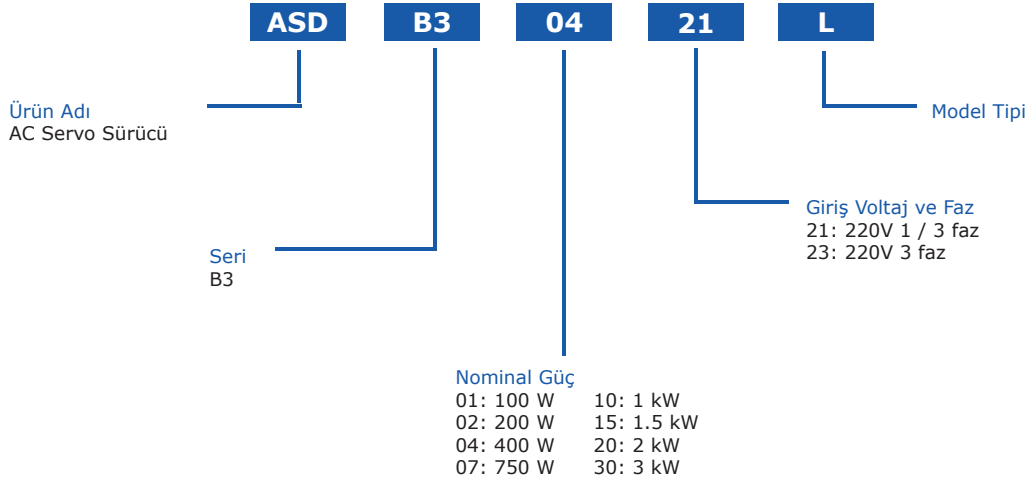 ASD B3 04 21 L
Ürün Adı
AC Servo Sürücü
Model Tipi
Giriş Voltaj ve Faz
21: 220V 1 / 3 faz
23: 220V 3 faz
Seri
B3
Nominal Güç
01: 100 W 10: 1 kW
02: 200 W 15: 1.5 kW
04: 400 W 20: 2 kW
07: 750 W 30: 3 kW